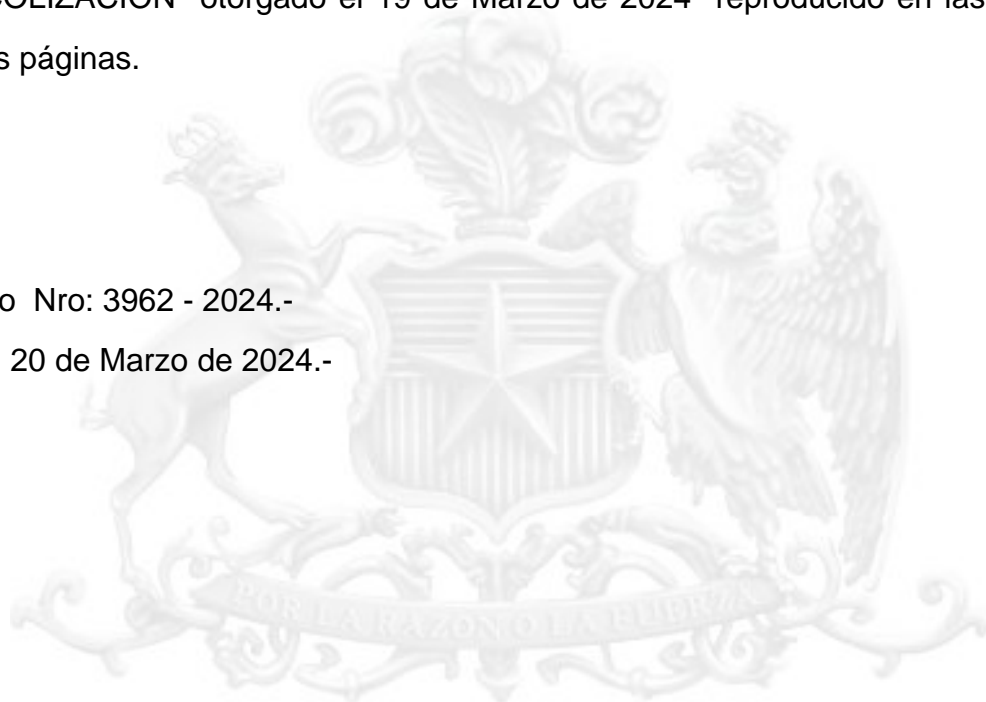 COLIZACION" otorgado el 19 de Marzo de 2024 reproducido en las
s páginas.
o Nro: 3962 - 2024.-
20 de Marzo de 2024.-
POR LA RAZON O LA FUERZA